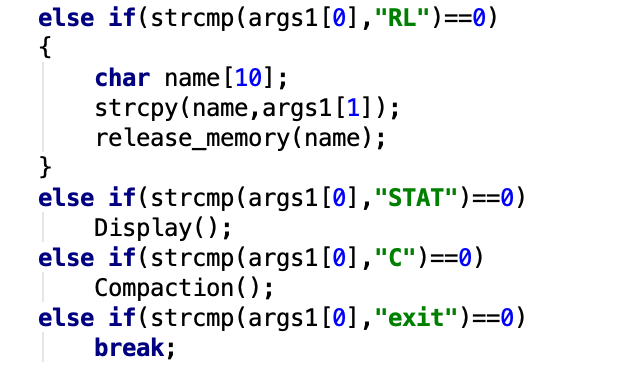 else if(strcmp(args1[0],"RL")==0)
{
char name[10];
strcpy(name,args1[1]);
release_memory(name);
}
else if(strcmp(args1[0],"STAT")==0)
Display();
else if(strcmp(args1[0],"C")==0)
Compaction();
else if(strcmp(args1[0],"exit")==0)
break;